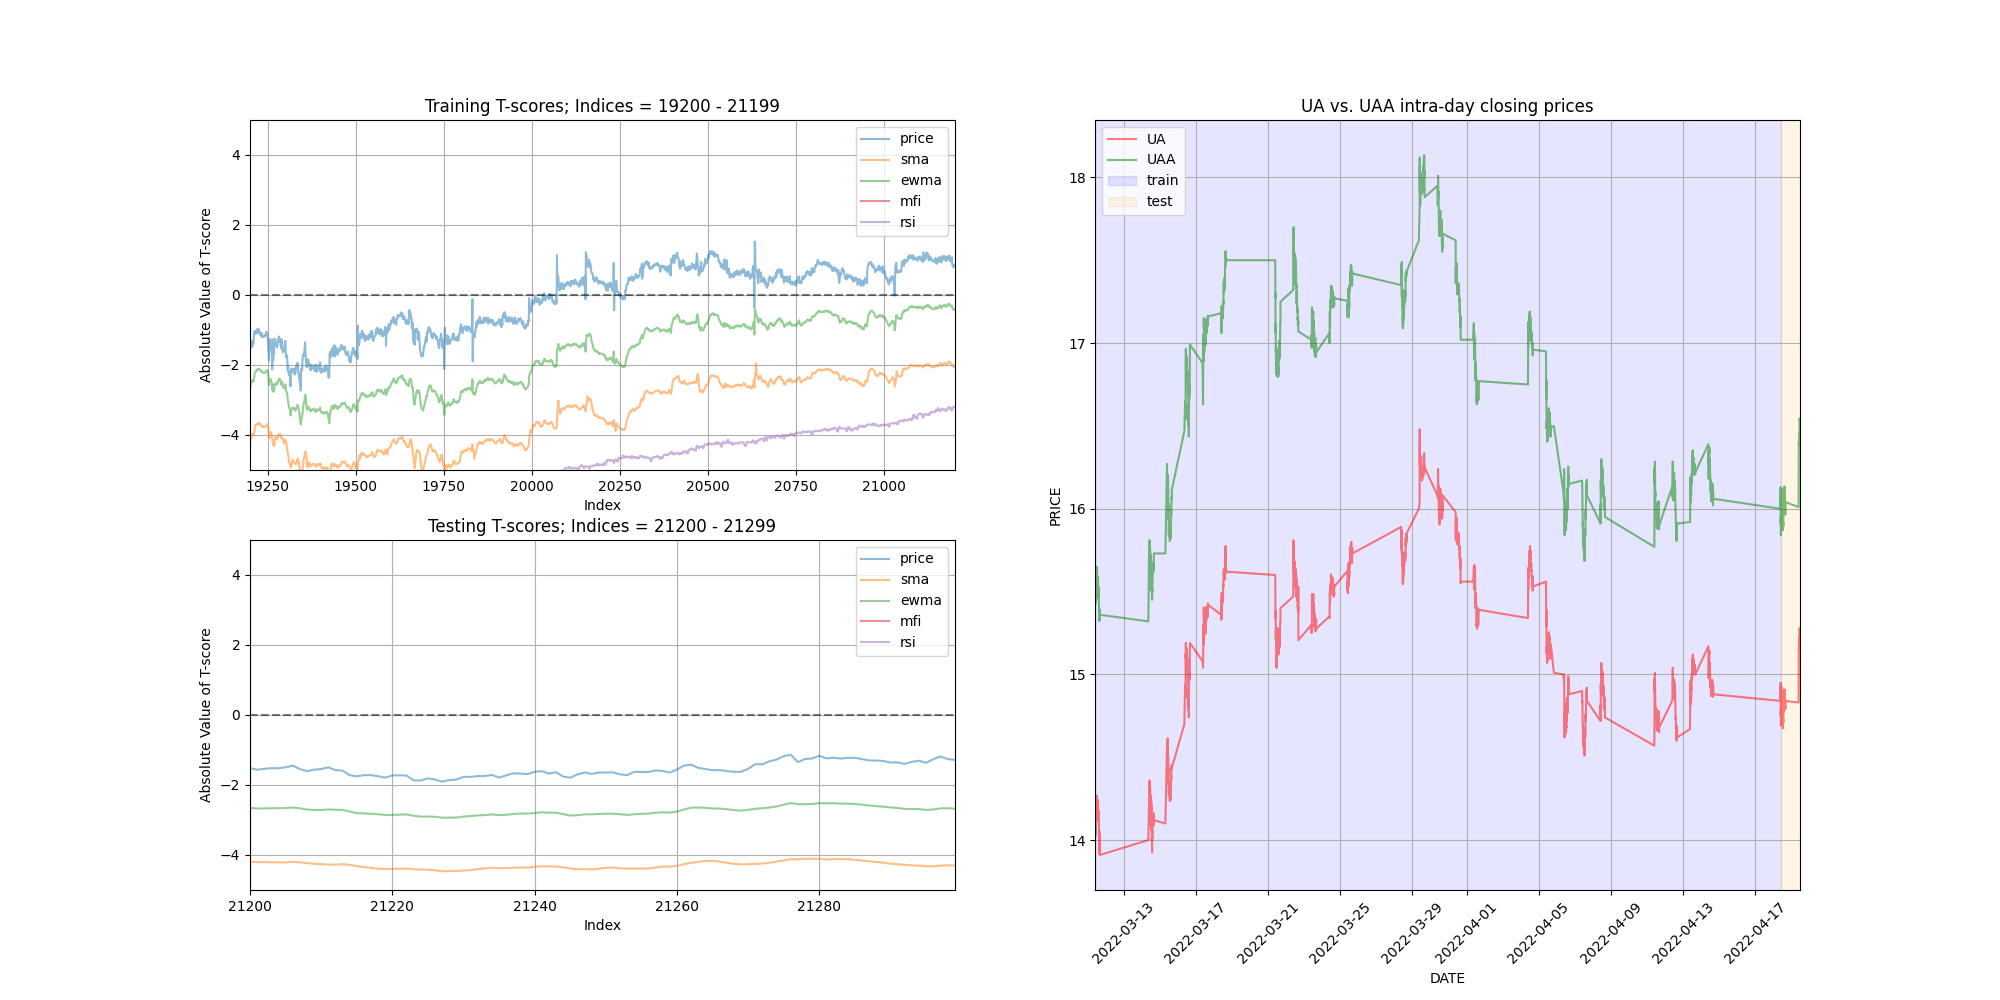 Training T-scores; Indices = 19200 - 21199
price
sma
ewma
mfi
rsi
4
2
0
−2
−4
Absolute Value of T-score
19250 19500 19750 20000 20250 20500 20750 21000
Index
Testing T-scores; Indices = 21200 - 21299
price
sma
ewma
mfi
rsi
4
2
0
−2
−4
Absolute Value of T-score
21200 21220 21240 21260 21280
Index
UA vs. UAA intra-day closing prices
UA
UAA
train
test
18
17
16
15
14
PRICE
2022-03-13 2022-03-17 2022-03-21 2022-03-25 2022-03-29 2022-04-01 2022-04-05 2022-04-09 2022-04-13 2022-04-17
DATE